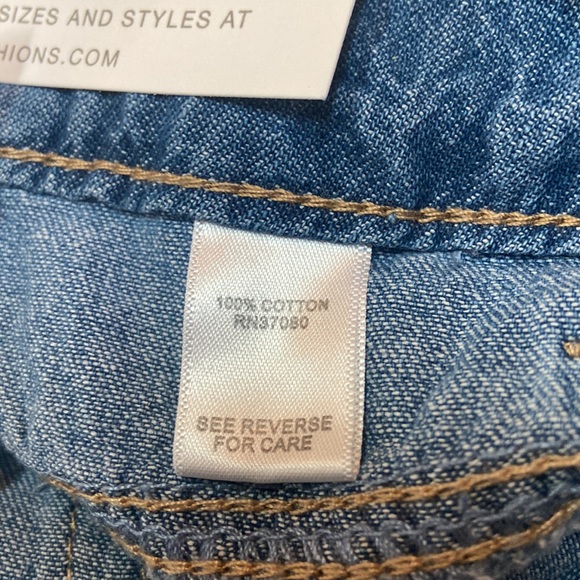 SIZES AND STYLES AT
HIONS.COM
100% COTTON
RN37080
SEE REVERSE
FOR CARE